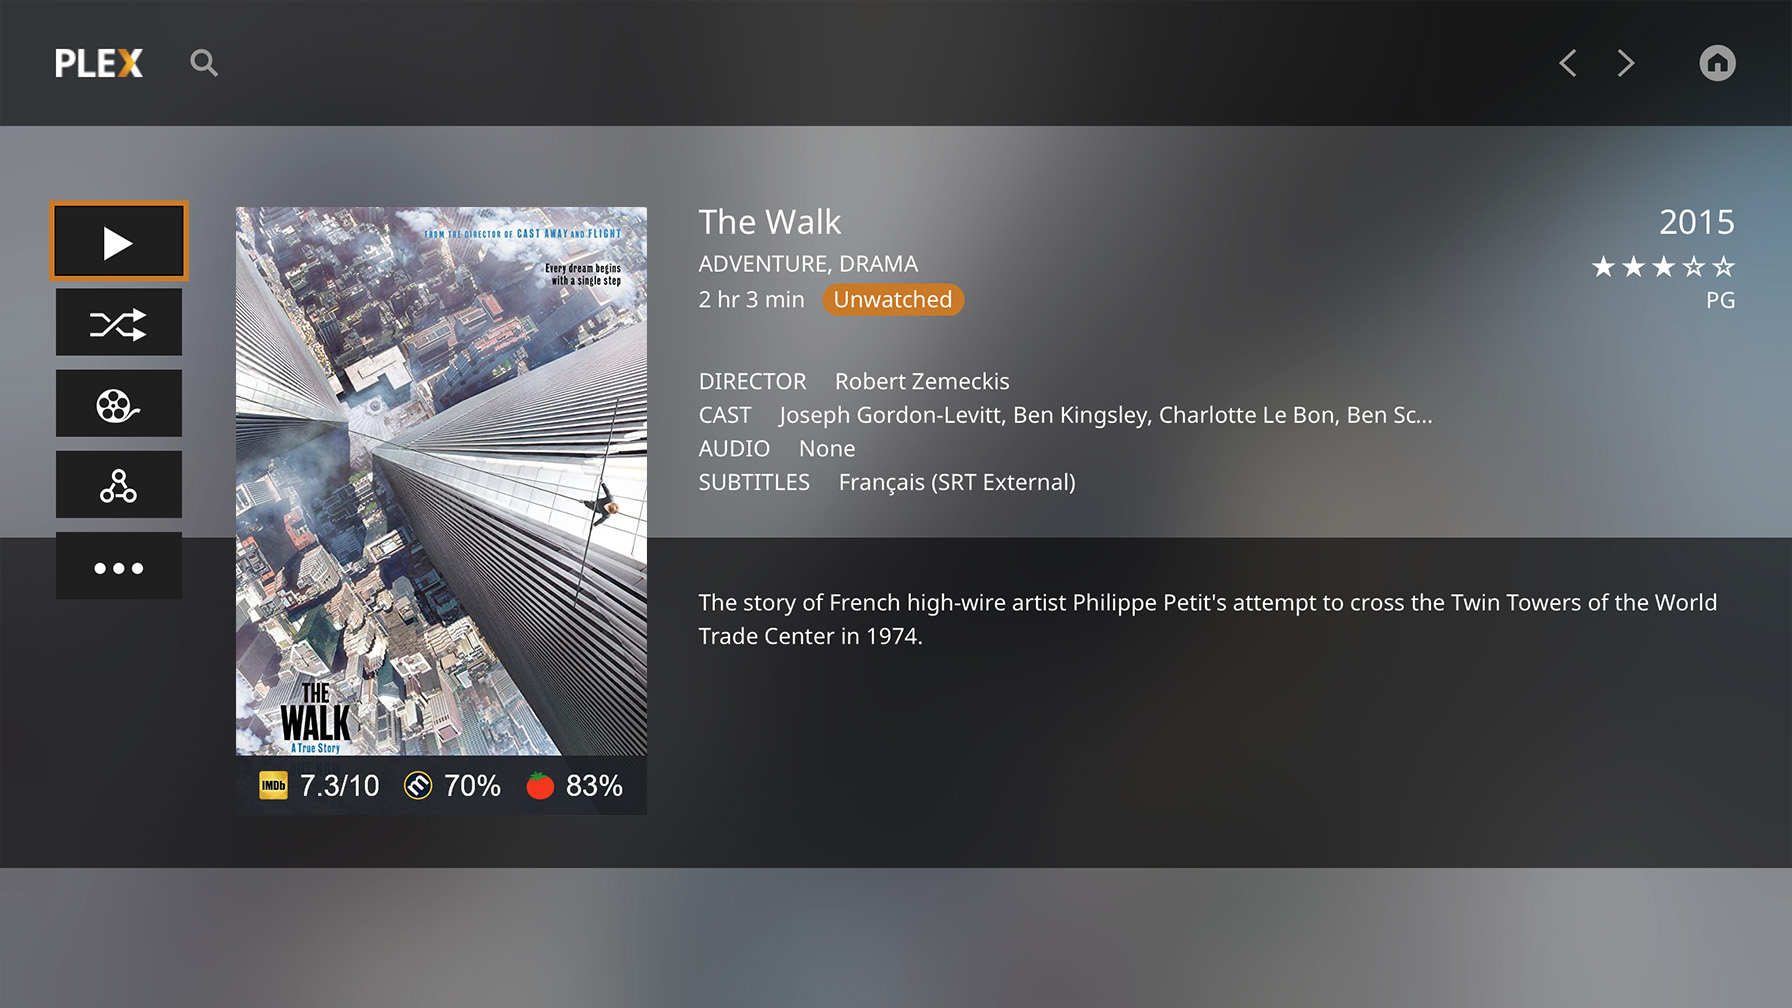 PLEX
The Walk
2015
ADVENTURE, DRAMA
2 hr 3 min Unwatched
PG
DIRECTOR Robert Zemeckis
CAST Joseph Gordon-Levitt, Ben Kingsley, Charlotte Le Bon, Ben Sc...
AUDIO None
SUBTITLES Français (SRT External)
The story of French high-wire artist Philippe Petit's attempt to cross the Twin Towers of the World
Trade Center in 1974.
FROM THE DIRECTOR OF CAST AWAY AND FLIGHT
Every dream begins
with a single step
THE
WALK
A True Story
IMDb 7.3/10 m 70% 83%